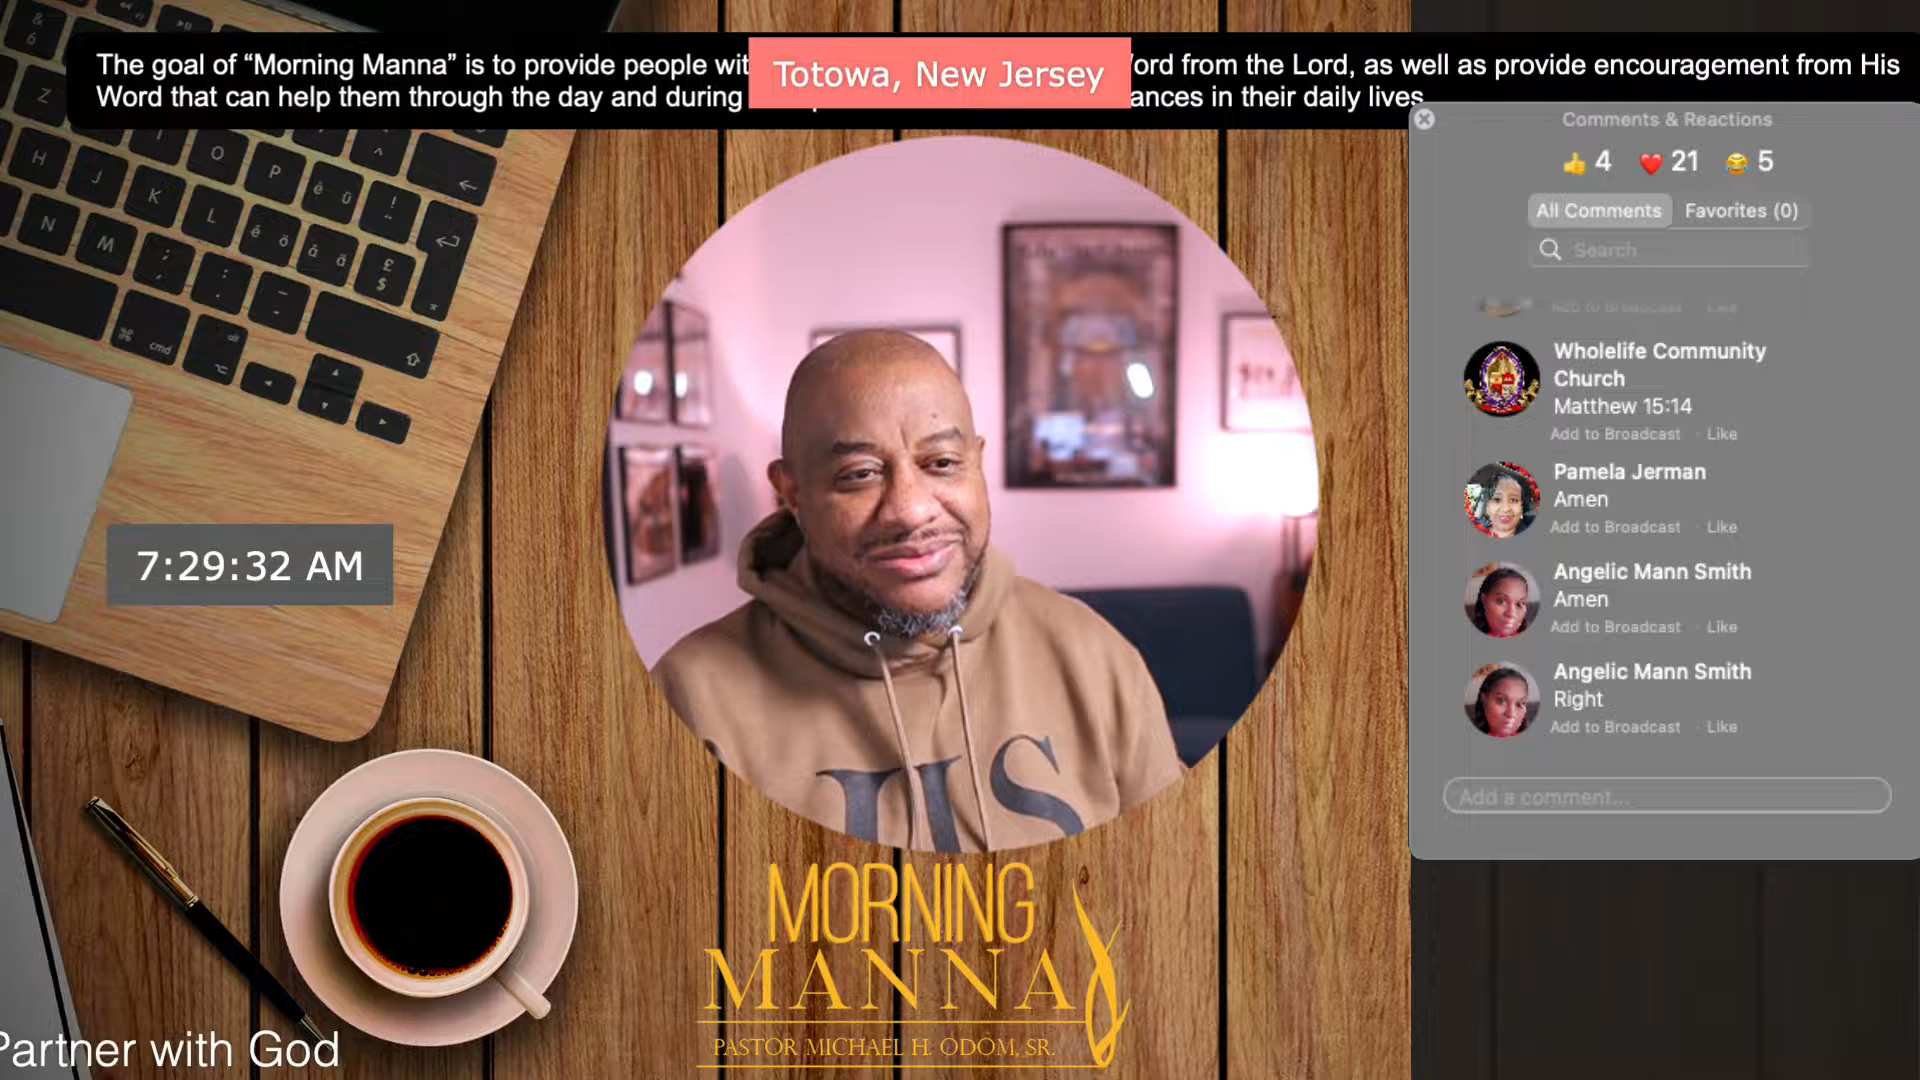 The goal of “Morning Manna” is to provide people wit
Totowa, New Jersey
ord from the Lord, as well as provide encouragement from His
Word that can help them through the day and during
ances in their daily lives
Comments & Reactions
👍 4 ❤️ 21 😂 5
All Comments Favorites (0)
Search
Add to Broadcast · Like
Wholelife Community
Church
Matthew 15:14
Add to Broadcast · Like
Pamela Jerman
Amen
Add to Broadcast · Like
Angelic Mann Smith
Amen
Add to Broadcast · Like
Angelic Mann Smith
Right
Add to Broadcast · Like
Add a comment...
7:29:32 AM
MORNING
MANNA
PASTOR MICHAEL H. ODOM, SR.
Partner with God